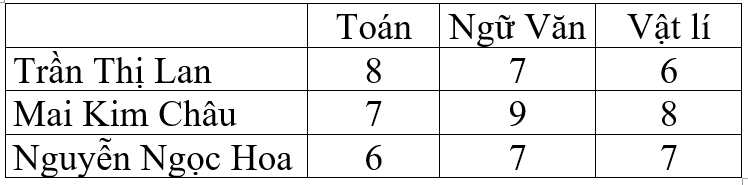 Toán Ngữ Văn Vật lí
Trần Thị Lan 8 7 6
Mai Kim Châu 7 9 8
Nguyễn Ngọc Hoa 6 7 7